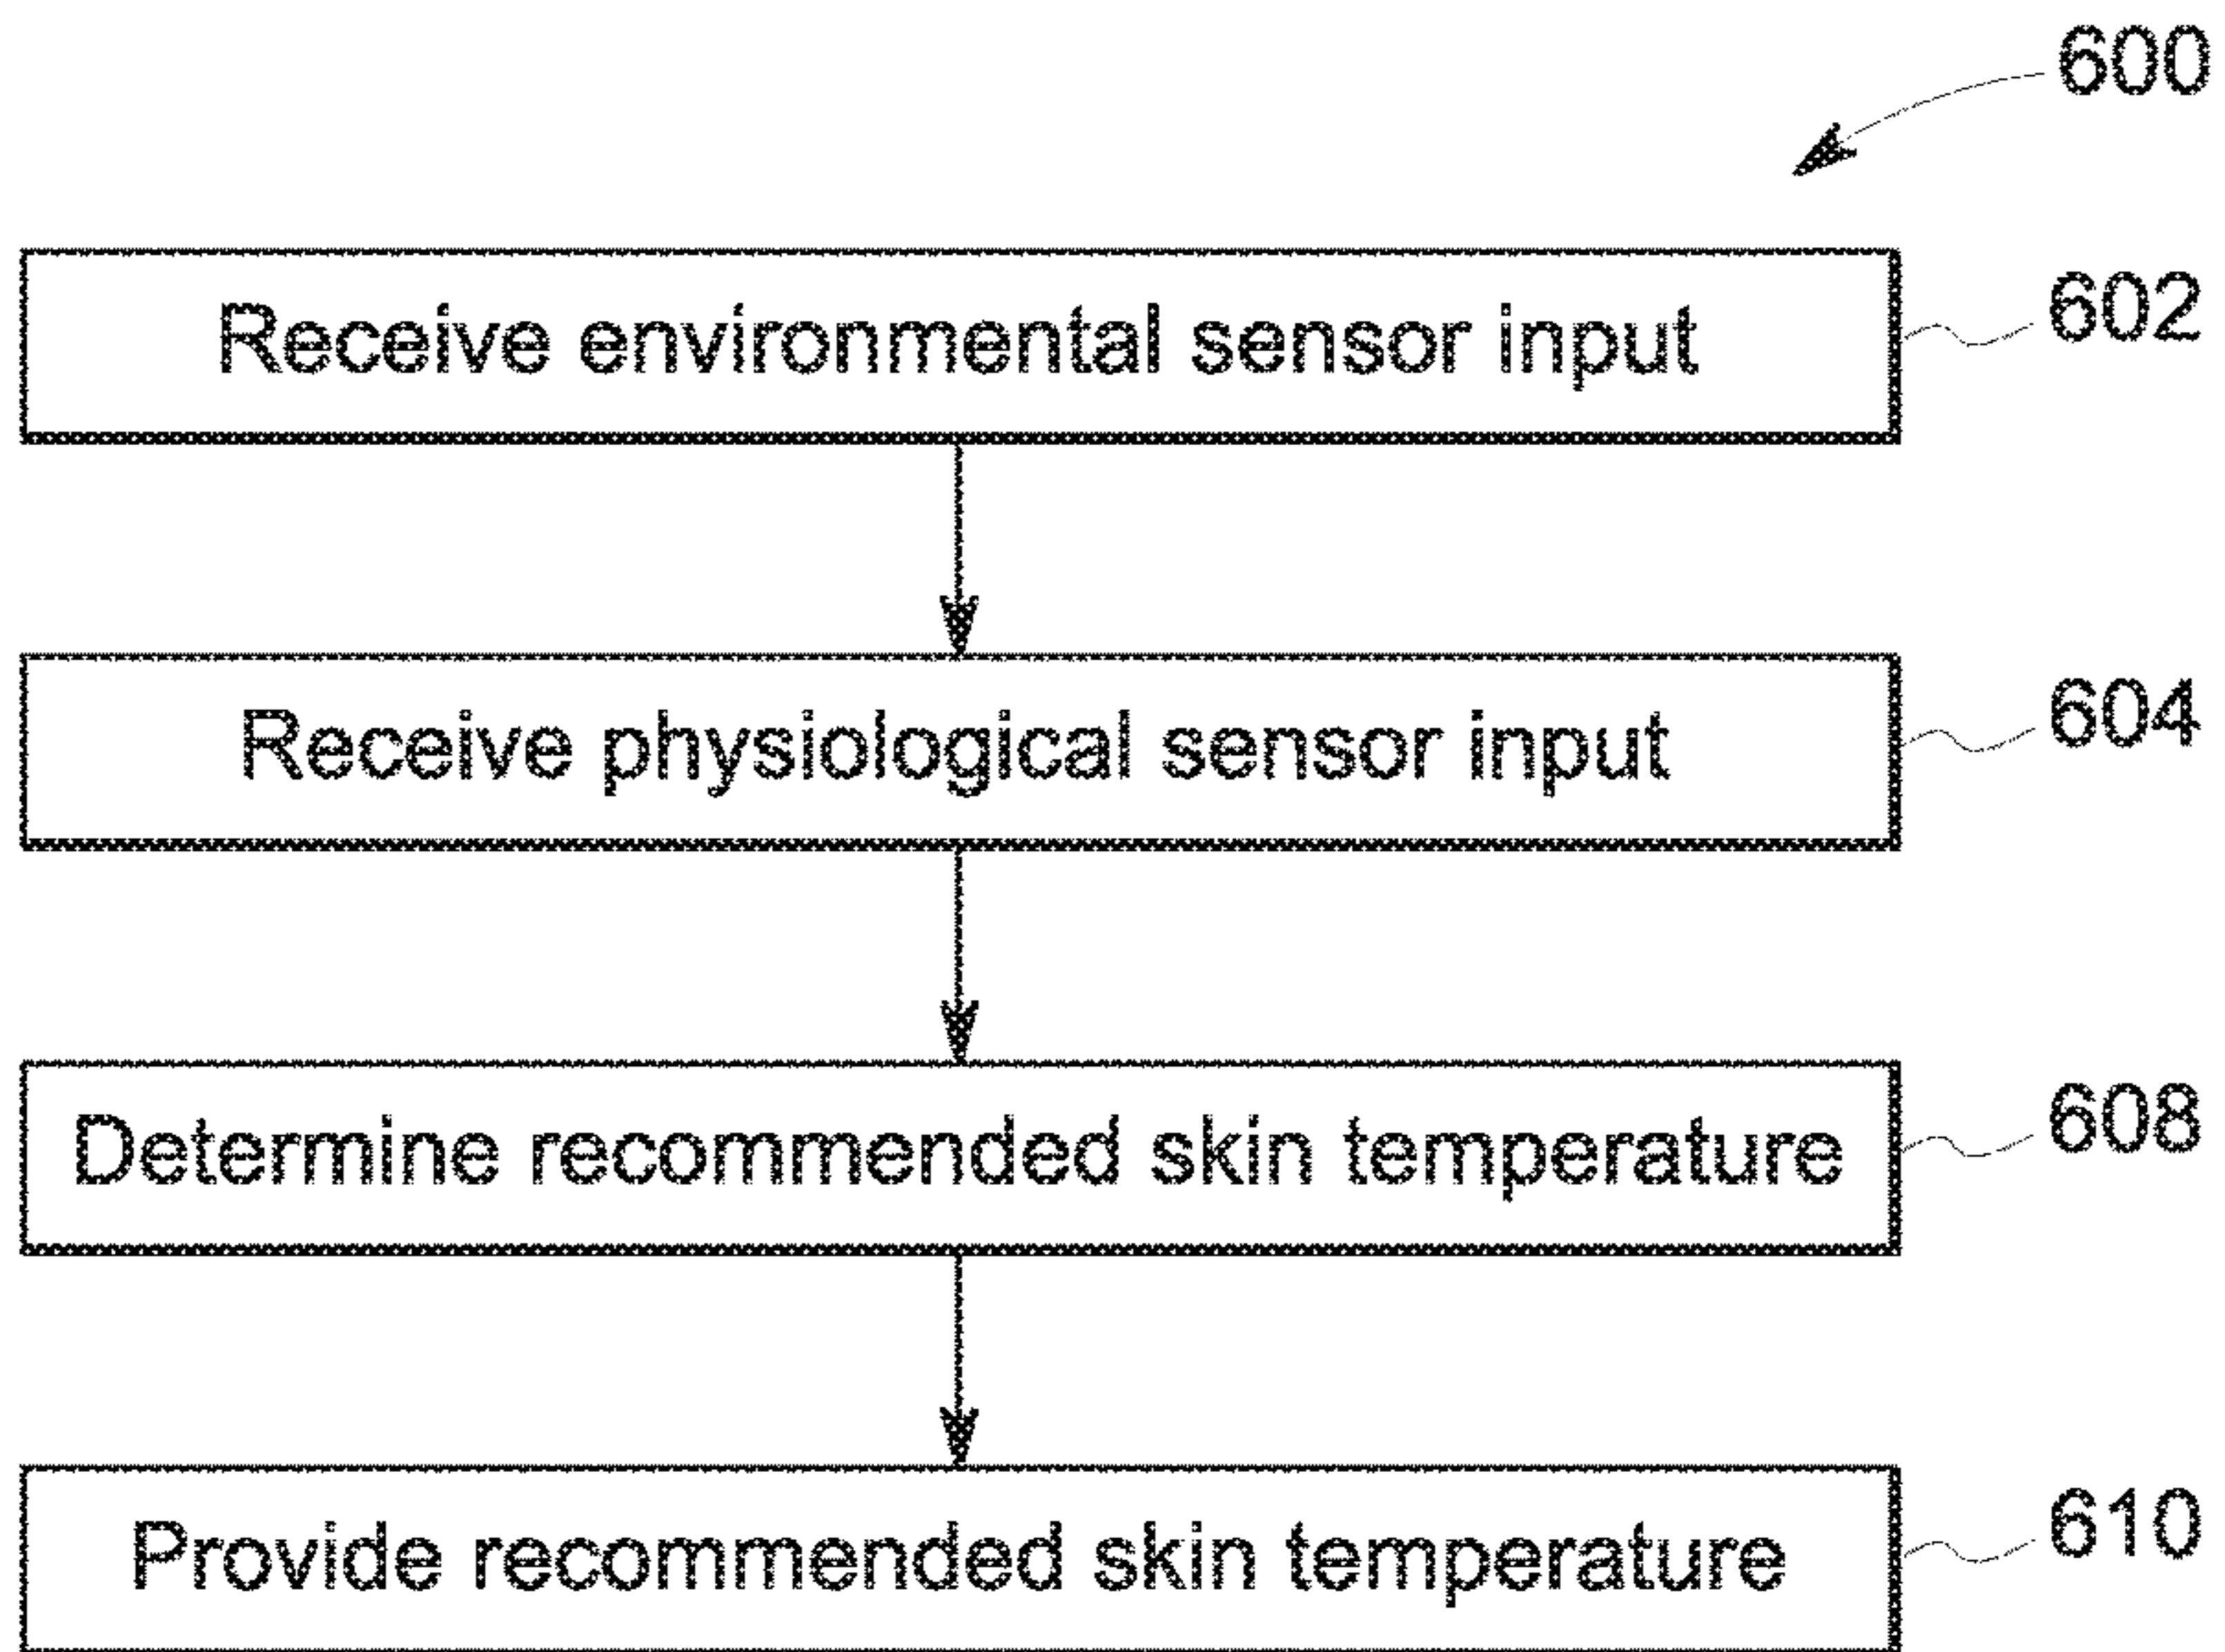 600
Receive environmental sensor input 602
Receive physiological sensor input 604
Determine recommended skin temperature 608
Provide recommended skin temperature 610